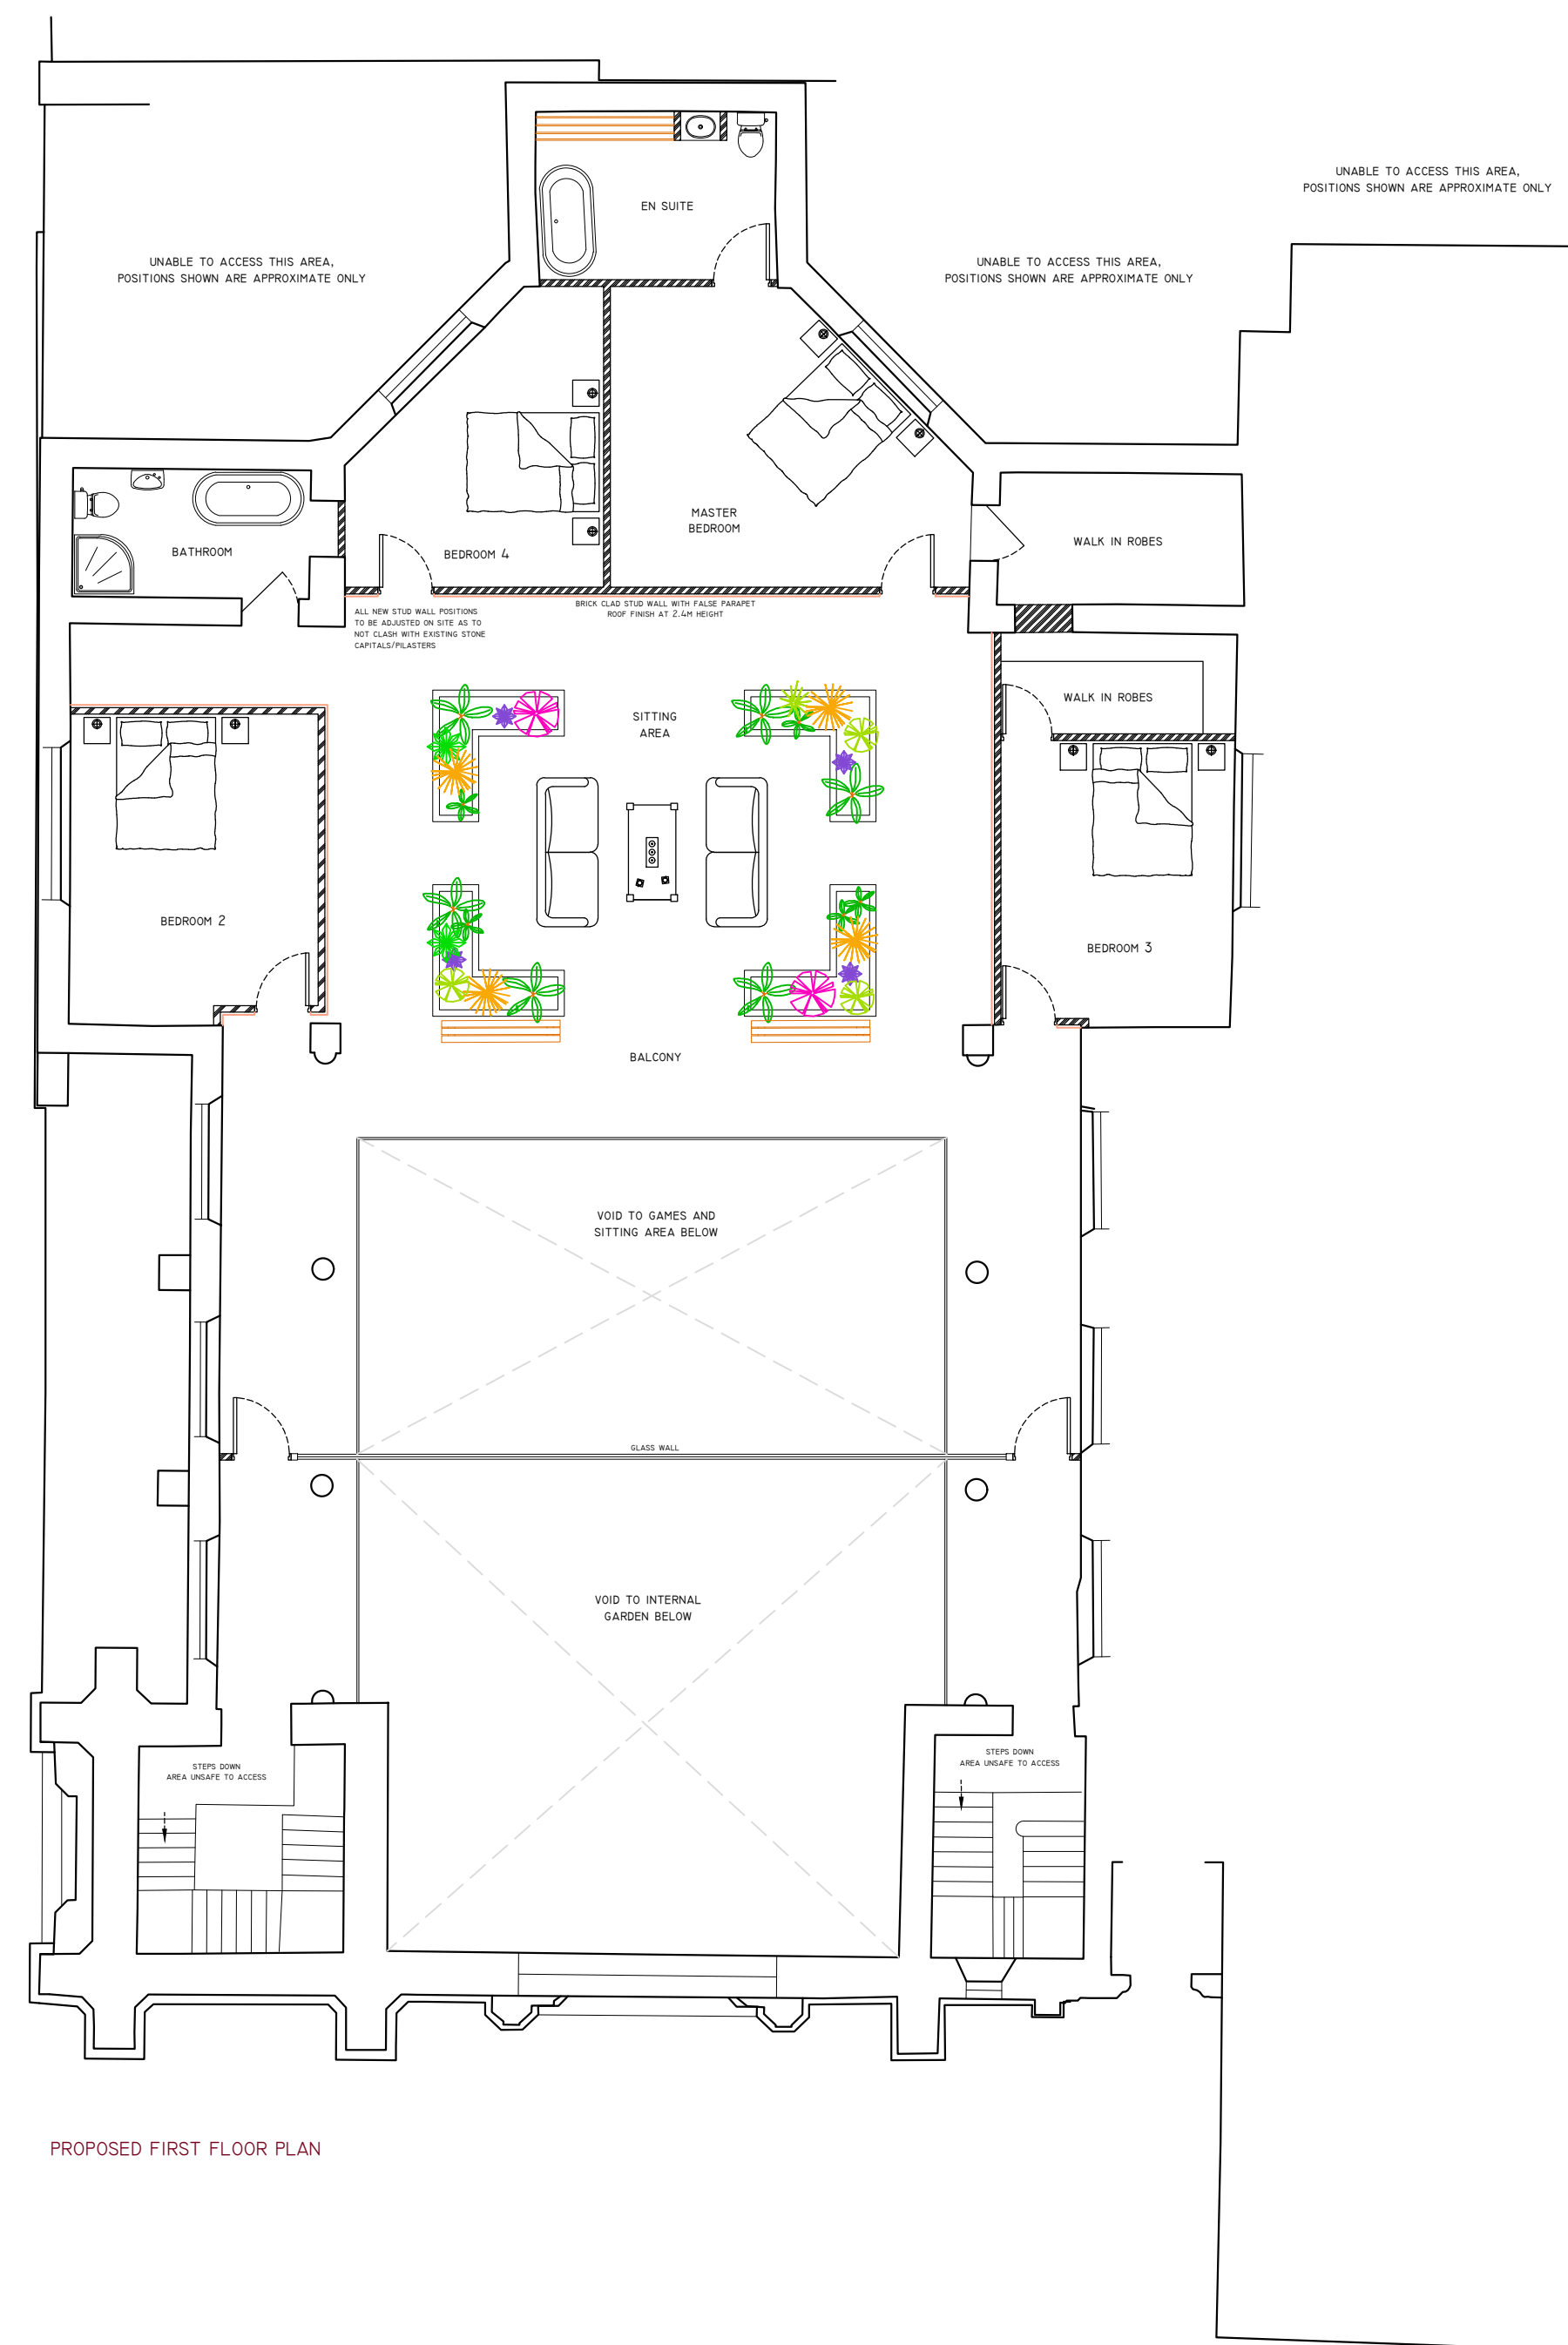 UNABLE TO ACCESS THIS AREA,
POSITIONS SHOWN ARE APPROXIMATE ONLY
EN SUITE
UNABLE TO ACCESS THIS AREA,
POSITIONS SHOWN ARE APPROXIMATE ONLY
UNABLE TO ACCESS THIS AREA,
POSITIONS SHOWN ARE APPROXIMATE ONLY
MASTER
BEDROOM
WALK IN ROBES
BATHROOM
BEDROOM 4
ALL NEW STUD WALL POSITIONS
TO BE ADJUSTED ON SITE AS TO
NOT CLASH WITH EXISTING STONE
CAPITALS/PILASTERS
BRICK CLAD STUD WALL WITH FALSE PARAPET
ROOF FINISH AT 2.4M HEIGHT
WALK IN ROBES
SITTING
AREA
BEDROOM 2
BEDROOM 3
BALCONY
VOID TO GAMES AND
SITTING AREA BELOW
GLASS WALL
VOID TO INTERNAL
GARDEN BELOW
STEPS DOWN
AREA UNSAFE TO ACCESS
STEPS DOWN
AREA UNSAFE TO ACCESS
PROPOSED FIRST FLOOR PLAN